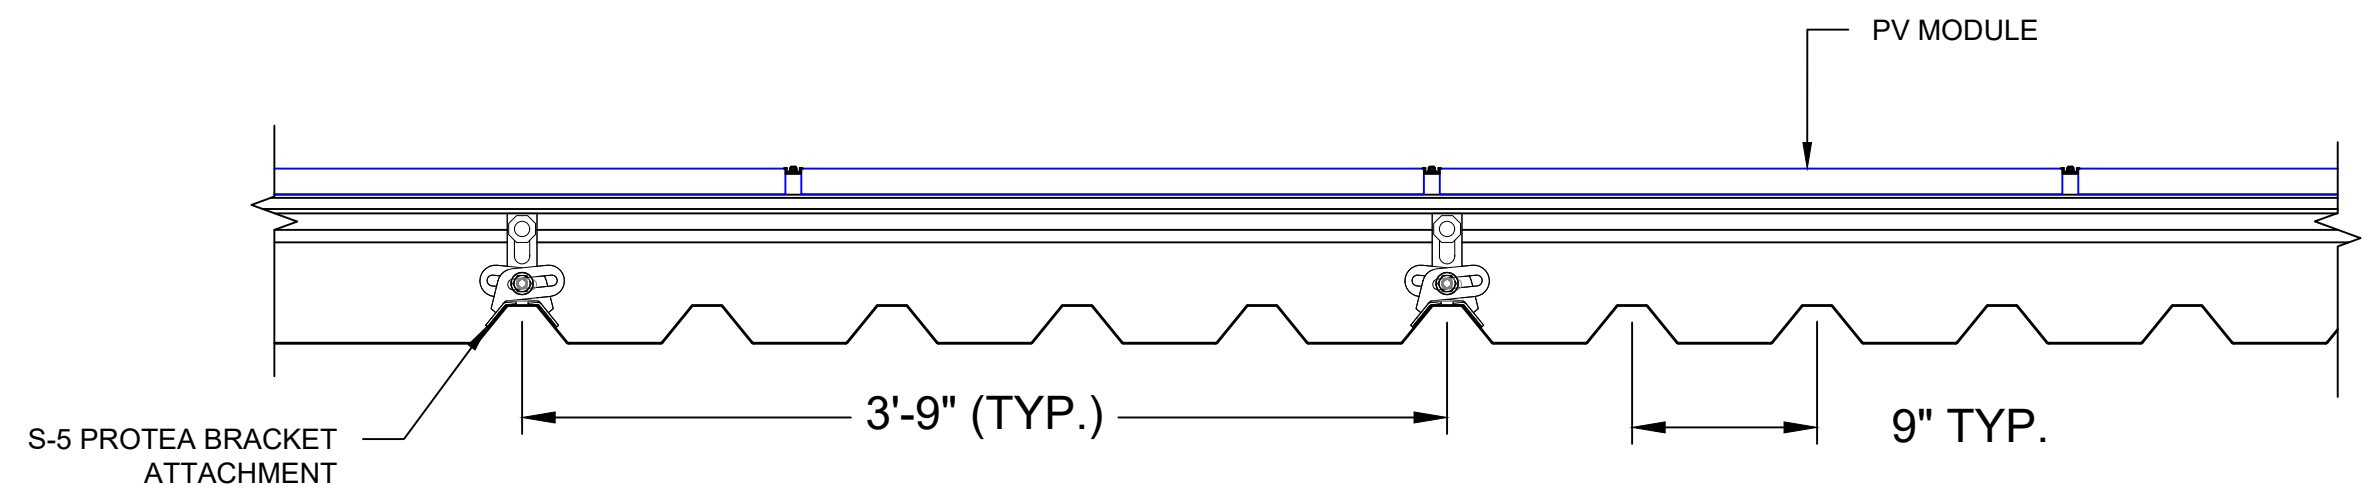 PV MODULE
3'-9" (TYP.)
9" TYP.
S-5 PROTEA BRACKET
ATTACHMENT